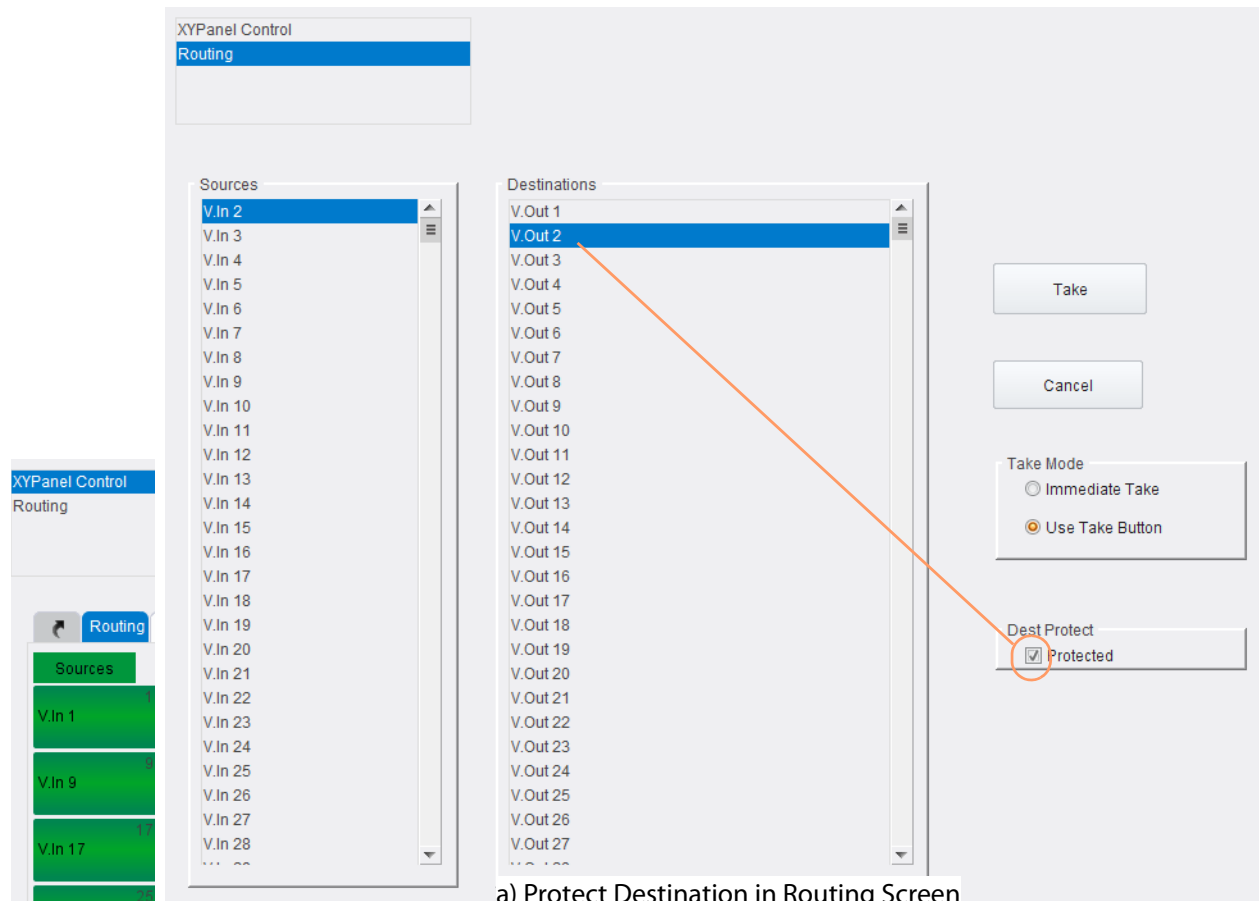 XYPanel Control
Routing
Sources
V.In 2
V.In 3
V.In 4
V.In 5
V.In 6
V.In 7
V.In 8
V.In 9
V.In 10
V.In 11
V.In 12
V.In 13
V.In 14
V.In 15
V.In 16
V.In 17
V.In 18
V.In 19
V.In 20
V.In 21
V.In 22
V.In 23
V.In 24
V.In 25
V.In 26
V.In 27
V.In 28
Destinations
V.Out 1
V.Out 2
V.Out 3
V.Out 4
V.Out 5
V.Out 6
V.Out 7
V.Out 8
V.Out 9
V.Out 10
V.Out 11
V.Out 12
V.Out 13
V.Out 14
V.Out 15
V.Out 16
V.Out 17
V.Out 18
V.Out 19
V.Out 20
V.Out 21
V.Out 22
V.Out 23
V.Out 24
V.Out 25
V.Out 26
V.Out 27
Take
Cancel
Take Mode
Immediate Take
Use Take Button
Dest Protect
Protected
XYPanel Control
Routing
Routing
Sources
1
V.In 1
9
V.In 9
17
V.In 17
25
a) Protect Destination in Routing Screen